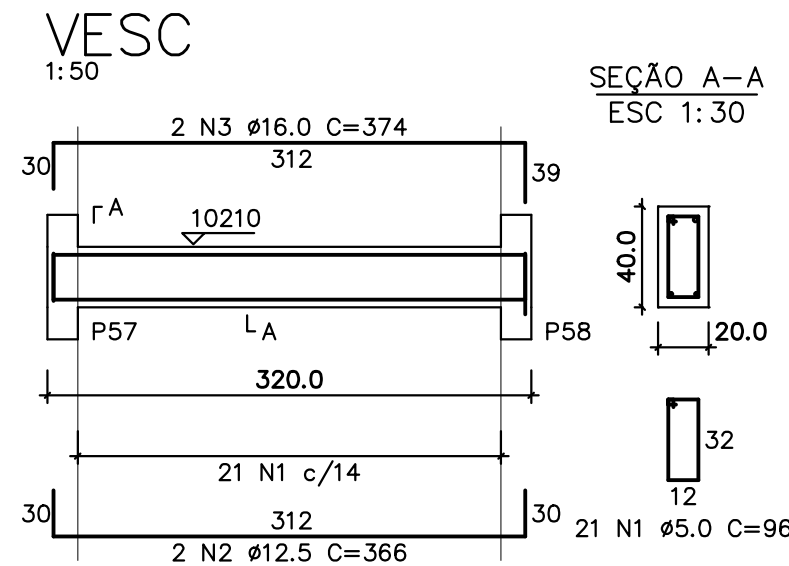 VESC
1:50
SEÇÃO A-A
ESC 1:30
2 N3 ø16.0 C=374
312
30
39
A
10210
A
P57
P58
40.0
20.0
320.0
21 N1 c/14
32
12
21 N1 ø5.0 C=96
30
312
30
2 N2 ø12.5 C=366